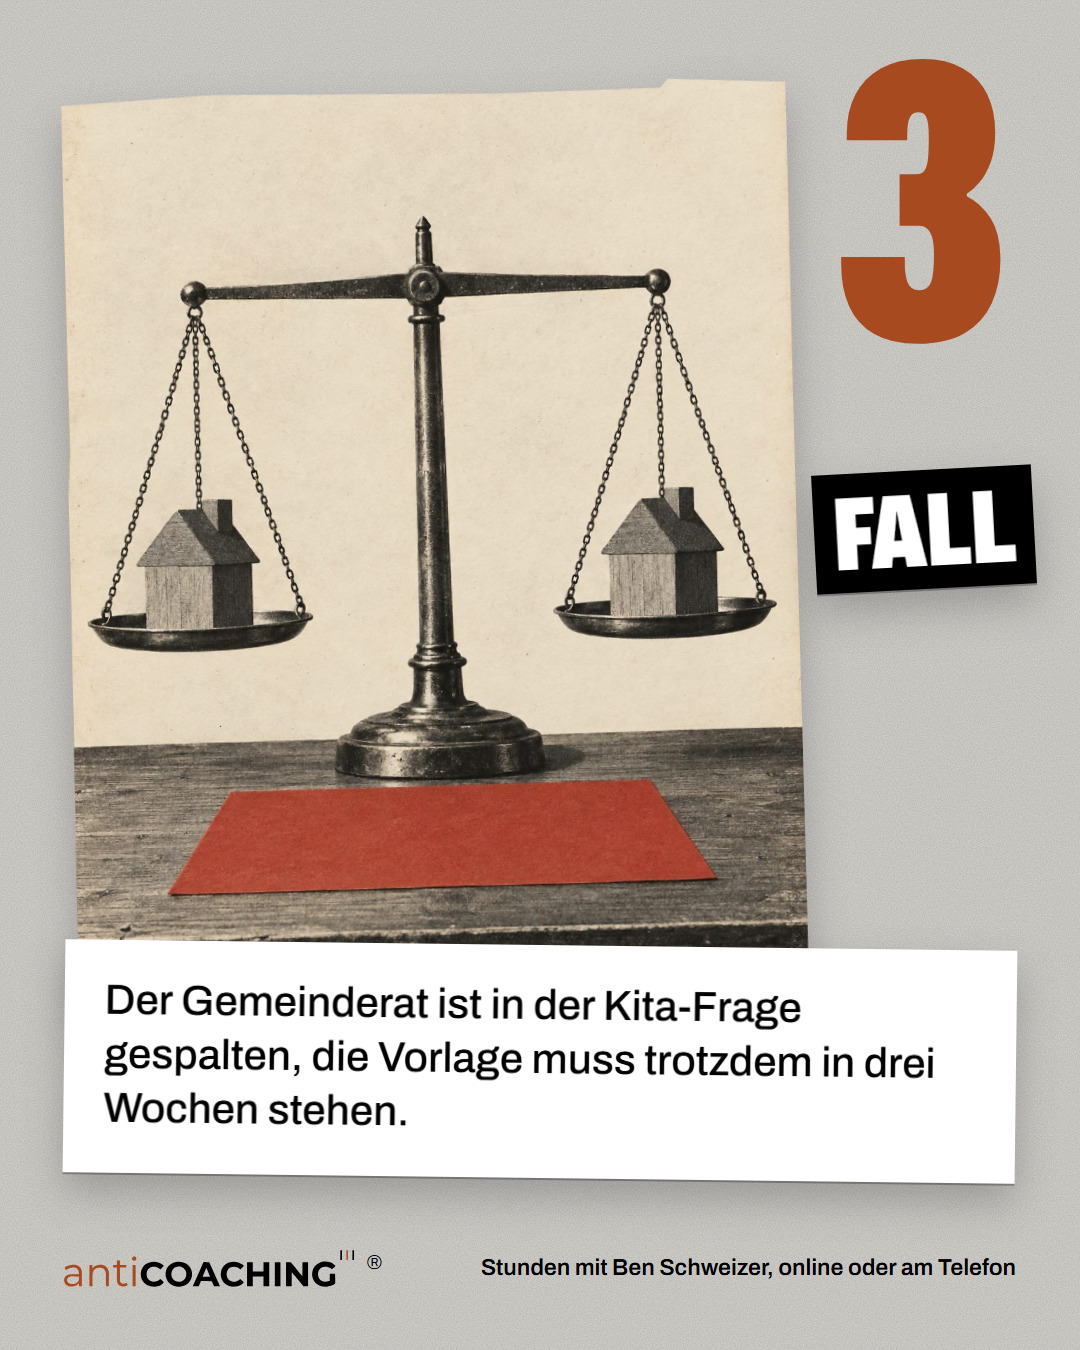 3
FALL
Der Gemeinderat ist in der Kita-Frage
gespalten, die Vorlage muss trotzdem in drei
Wochen stehen.
antiCOACHING ®
Stunden mit Ben Schweizer, online oder am Telefon